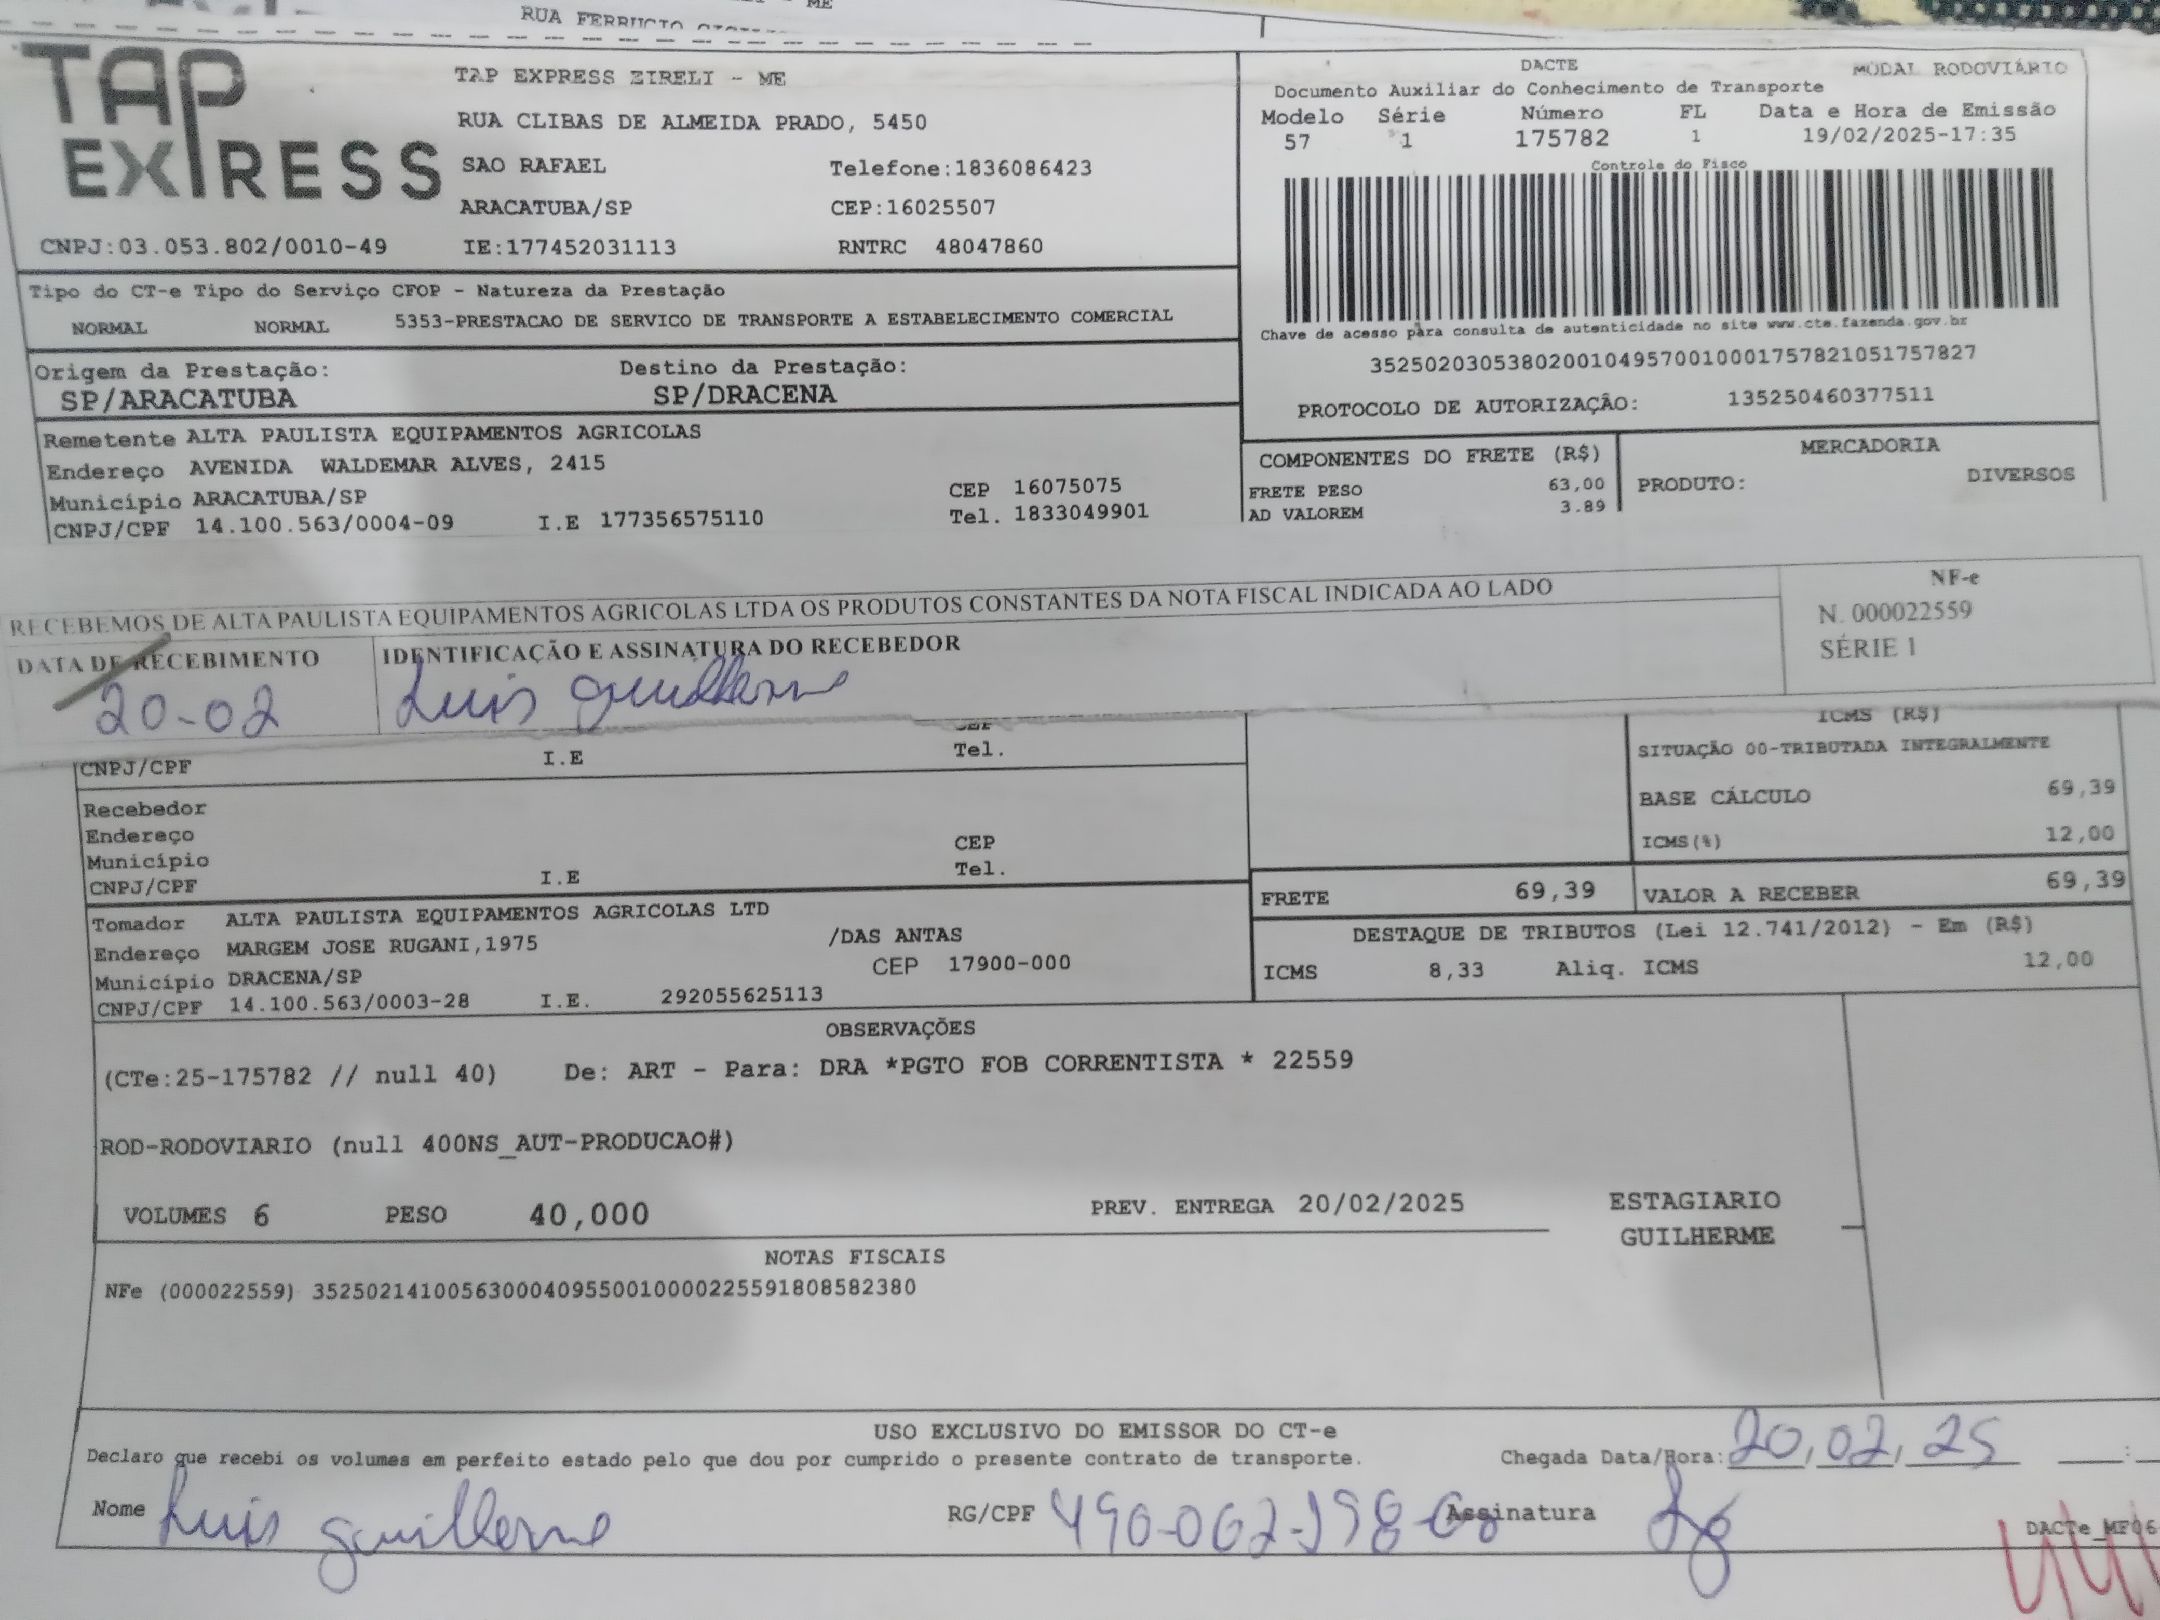 ME
RUA FERRUCIO
TAP
EXPRESS
TAP EXPRESS EIRELI - ME
RUA CLIBAS DE ALMEIDA PRADO, 5450
SAO RAFAEL Telefone:1836086423
ARACATUBA/SP CEP:16025507
CNPJ:03.053.802/0010-49 IE:177452031113 RNTRC 48047860
DACTE MODAL RODOVIÁRIO
Documento Auxiliar do Conhecimento de Transporte
Modelo Série Número FL Data e Hora de Emissão
57 1 175782 1 19/02/2025-17:35
Controle do Fisco
Chave de acesso pàra consulta de autenticidade no site www.cte.fazenda.gov.br
35250203053802001049570010001757821051757827
PROTOCOLO DE AUTORIZAÇÃO: 135250460377511
Tipo do CT-e Tipo do Serviço CFOP - Natureza da Prestação
NORMAL NORMAL 5353-PRESTACAO DE SERVICO DE TRANSPORTE A ESTABELECIMENTO COMERCIAL
Origem da Prestação: Destino da Prestação:
SP/ARACATUBA SP/DRACENA
Remetente ALTA PAULISTA EQUIPAMENTOS AGRICOLAS
Endereço AVENIDA WALDEMAR ALVES, 2415
Município ARACATUBA/SP CEP 16075075
CNPJ/CPF 14.100.563/0004-09 I.E 177356575110 Tel. 1833049901
COMPONENTES DO FRETE (R$)
FRETE PESO 63,00
AD VALOREM 3.89
MERCADORIA
PRODUTO: DIVERSOS
RECEBEMOS DE ALTA PAULISTA EQUIPAMENTOS AGRICOLAS LTDA OS PRODUTOS CONSTANTES DA NOTA FISCAL INDICADA AO LADO
DATA DE RECEBIMENTO IDENTIFICAÇÃO E ASSINATURA DO RECEBEDOR
20-02 Luis guilherme
NF-e
N. 000022559
SÉRIE 1
CEP
CNPJ/CPF I.E Tel.
Recebedor
Endereço
Município CEP
CNPJ/CPF I.E Tel.
ICMS (R$)
SITUAÇÃO 00-TRIBUTADA INTEGRALMENTE
BASE CÁLCULO 69,39
ICMS(%) 12,00
FRETE 69,39 VALOR A RECEBER 69,39
Tomador ALTA PAULISTA EQUIPAMENTOS AGRICOLAS LTD
Endereço MARGEM JOSE RUGANI,1975 /DAS ANTAS
Município DRACENA/SP CEP 17900-000
CNPJ/CPF 14.100.563/0003-28 I.E. 292055625113
DESTAQUE DE TRIBUTOS (Lei 12.741/2012) - Em (R$)
ICMS 8,33 Aliq. ICMS 12,00
OBSERVAÇÕES
(CTe:25-175782 // null 40) De: ART - Para: DRA *PGTO FOB CORRENTISTA * 22559
ROD-RODOVIARIO (null 400NS_AUT-PRODUCAO#)
VOLUMES 6 PESO 40,000 PREV. ENTREGA 20/02/2025 ESTAGIARIO
GUILHERME
NOTAS FISCAIS
NFe (000022559) 35250214100563000409550010000225591808582380
USO EXCLUSIVO DO EMISSOR DO CT-e
Declaro que recebi os volumes em perfeito estado pelo que dou por cumprido o presente contrato de transporte. Chegada Data/Hora: 20,02,25 :
Nome Luis guilherme RG/CPF 490-002-198-60 Assinatura Lg
DACTe_MF06